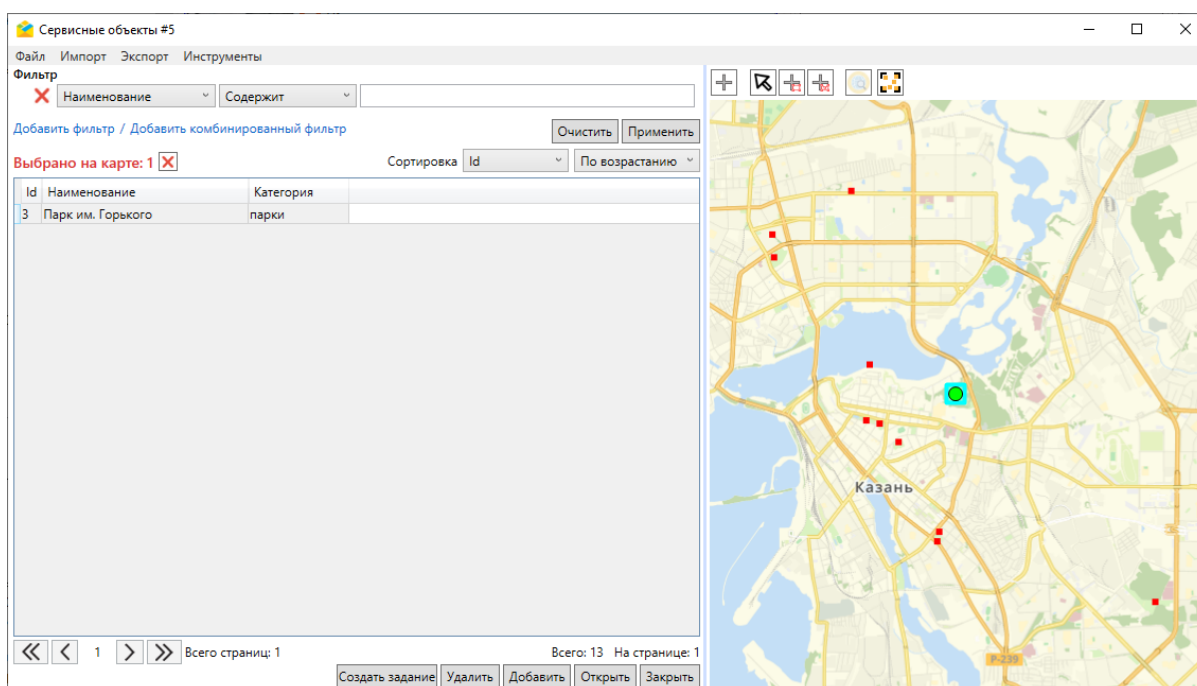 Сервисные объекты #5
Файл Импорт Экспорт Инструменты
Фильтр
Наименование Содержит
Добавить фильтр / Добавить комбинированный фильтр
Очистить Применить
Выбрано на карте: 1
Сортировка Id По возрастанию
Id Наименование Категория
3 Парк им. Горького парки
Казань
Р-239
1 Всего страниц: 1
Всего: 13 На странице: 1
Создать задание Удалить Добавить Открыть Закрыть